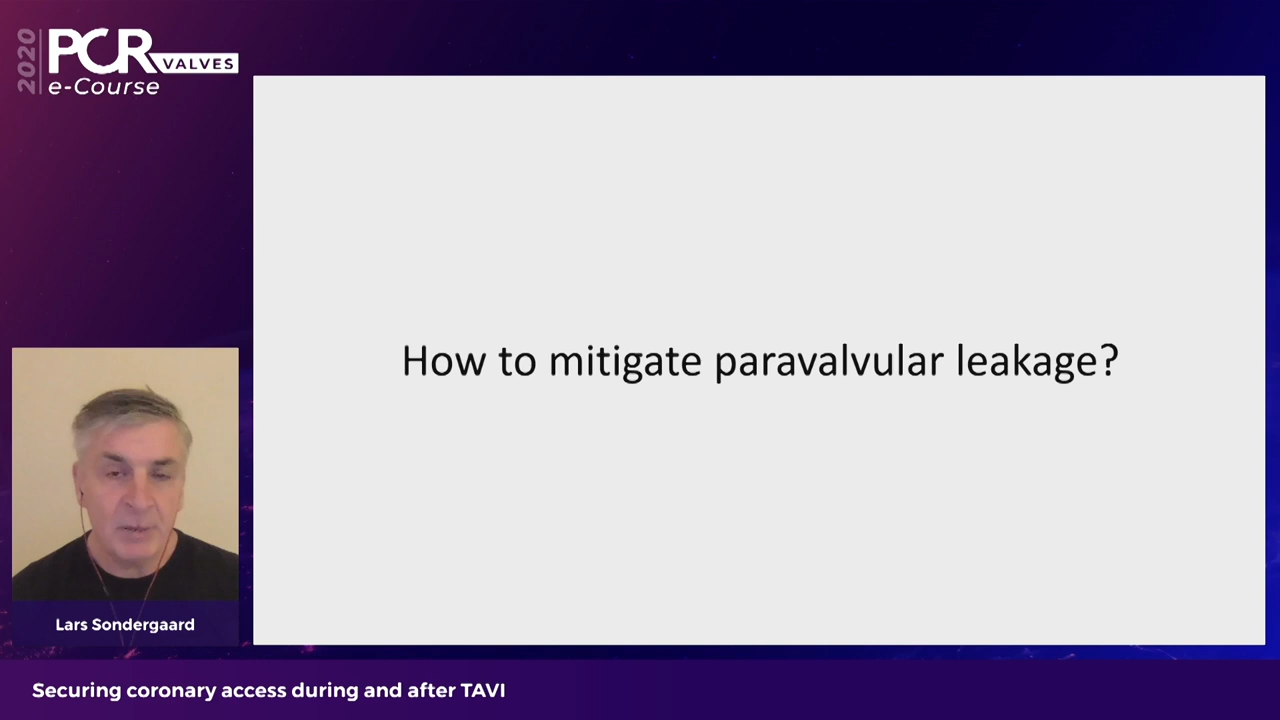 2020
PCR VALVES
e-Course
How to mitigate paravalvular leakage?
Lars Sondergaard
Securing coronary access during and after TAVI